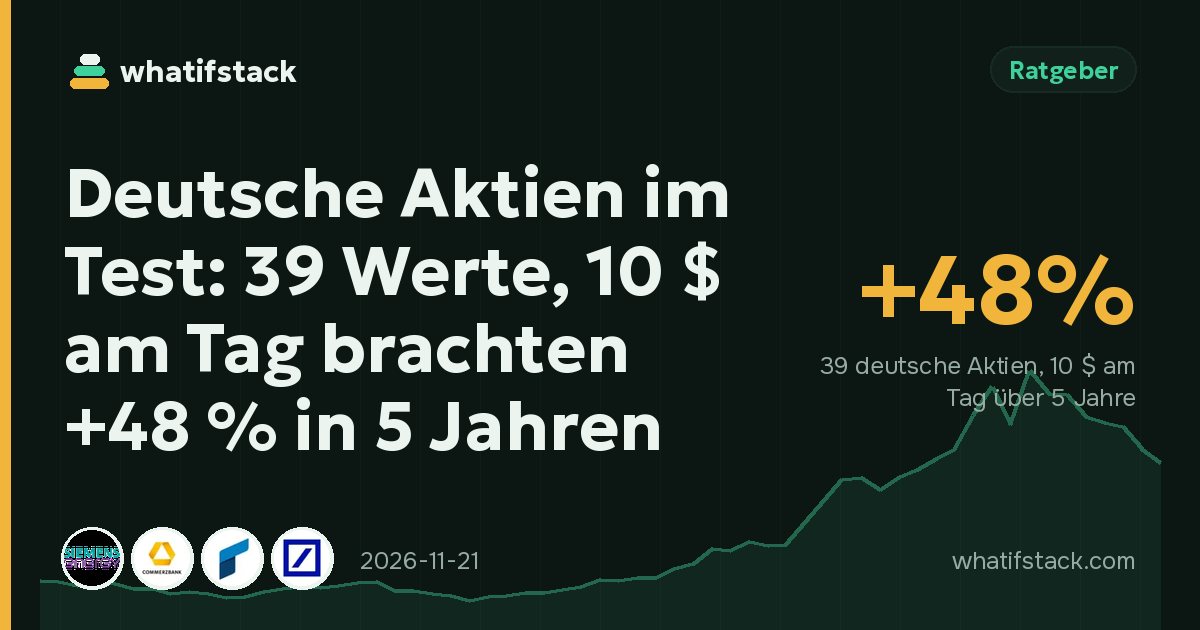 whatifstack
Ratgeber
Deutsche Aktien im
Test: 39 Werte, 10 $
am Tag brachten
+48 % in 5 Jahren
+48%
39 deutsche Aktien, 10 $ am
Tag über 5 Jahre
SIEMENS
ENERGY
COMMERZBANK
2026-11-21
whatifstack.com